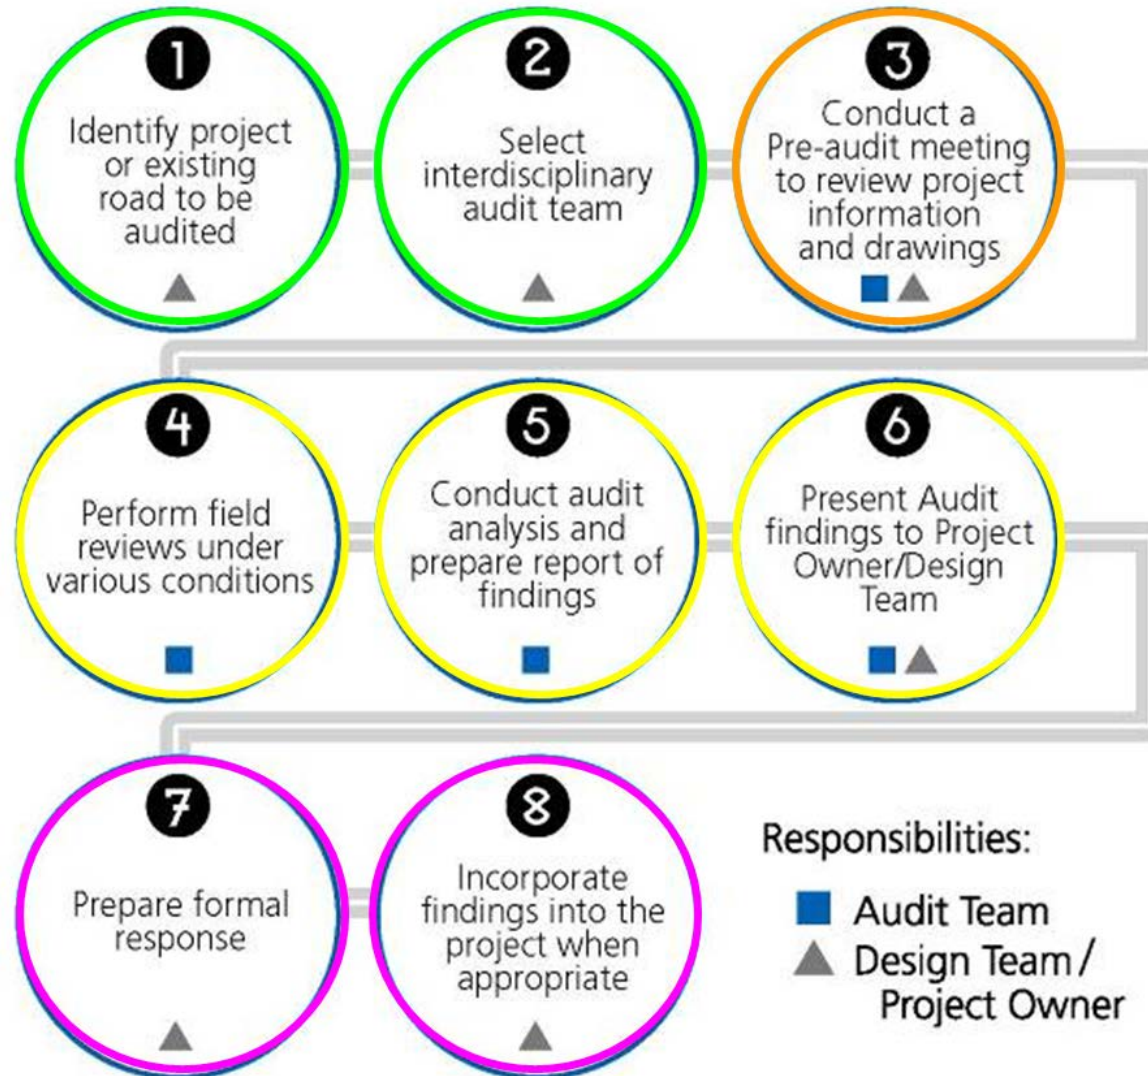 1
Identify project
or existing
road to be
audited
2
Select
interdisciplinary
audit team
3
Conduct a
Pre-audit meeting
to review project
information
and drawings
4
Perform field
reviews under
various conditions
5
Conduct audit
analysis and
prepare report of
findings
6
Present Audit
findings to Project
Owner/Design
Team
7
Prepare formal
response
8
Incorporate
findings into the
project when
appropriate
Responsibilities:
Audit Team
Design Team/
Project Owner